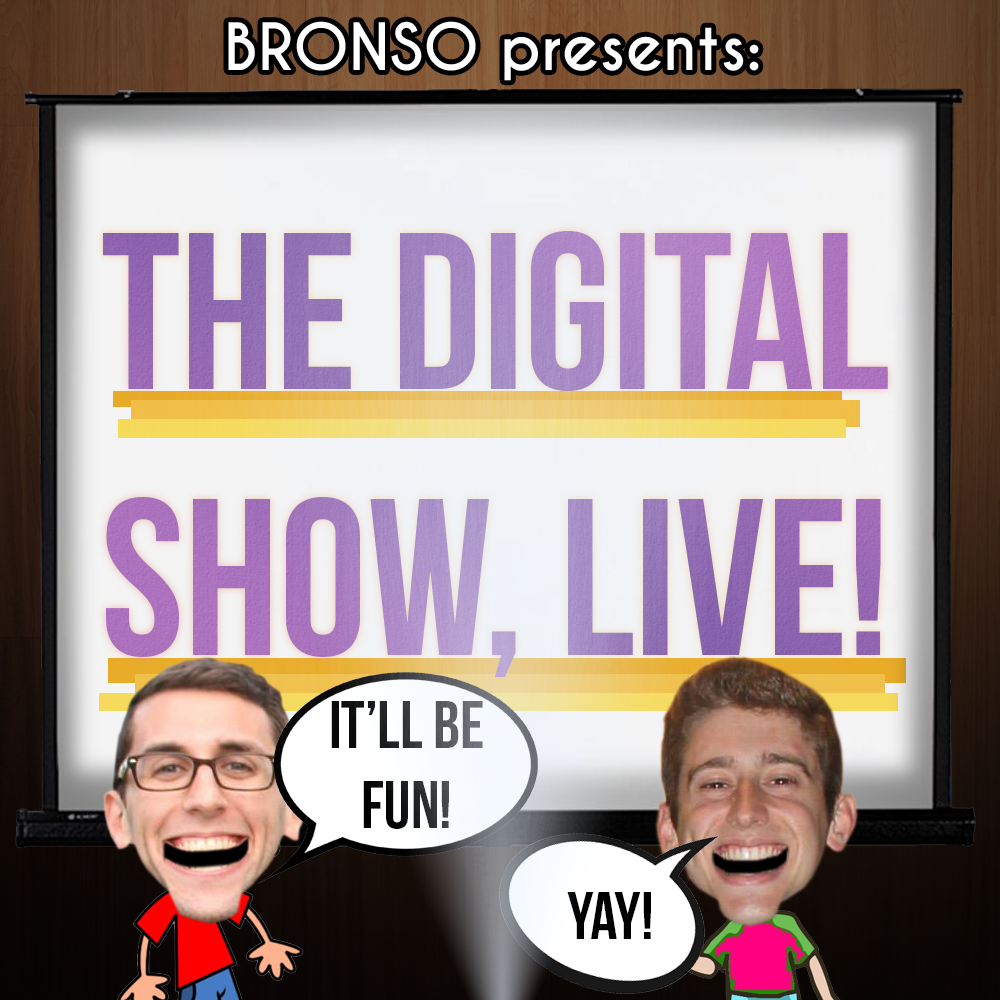 BRONSO presents:
THE DIGITAL
SHOW, LIVE!
IT'LL BE
FUN!
YAY!